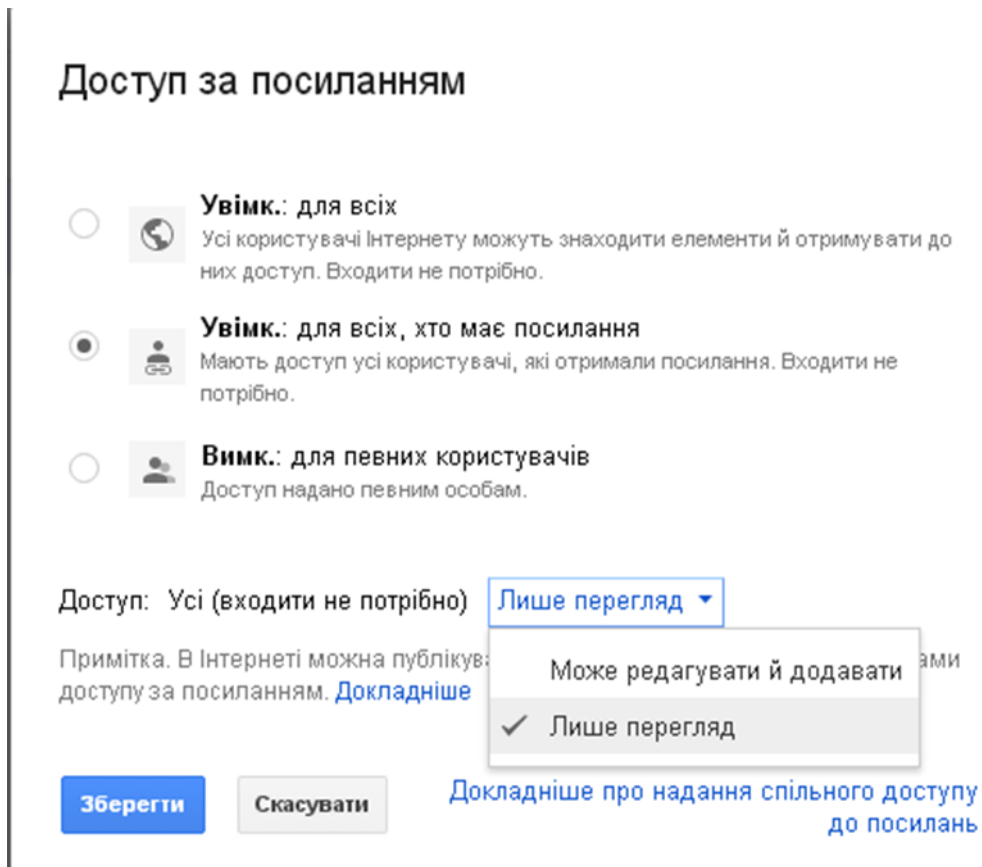 Доступ за посиланням
Увімк.: для всіх
Усі користувачі Інтернету можуть знаходити елементи й отримувати до
них доступ. Входити не потрібно.
Увімк.: для всіх, хто має посилання
Мають доступ усі користувачі, які отримали посилання. Входити не
потрібно.
Вимк.: для певних користувачів
Доступ надано певним особам.
Доступ: Усі (входити не потрібно) Лише перегляд
Примітка. В Інтернеті можна
доступу за посиланням. Докладніше
Може редагувати й додавати
Лише перегляд
Зберегти Скасувати
Докладніше про надання спільного доступу
до посилань